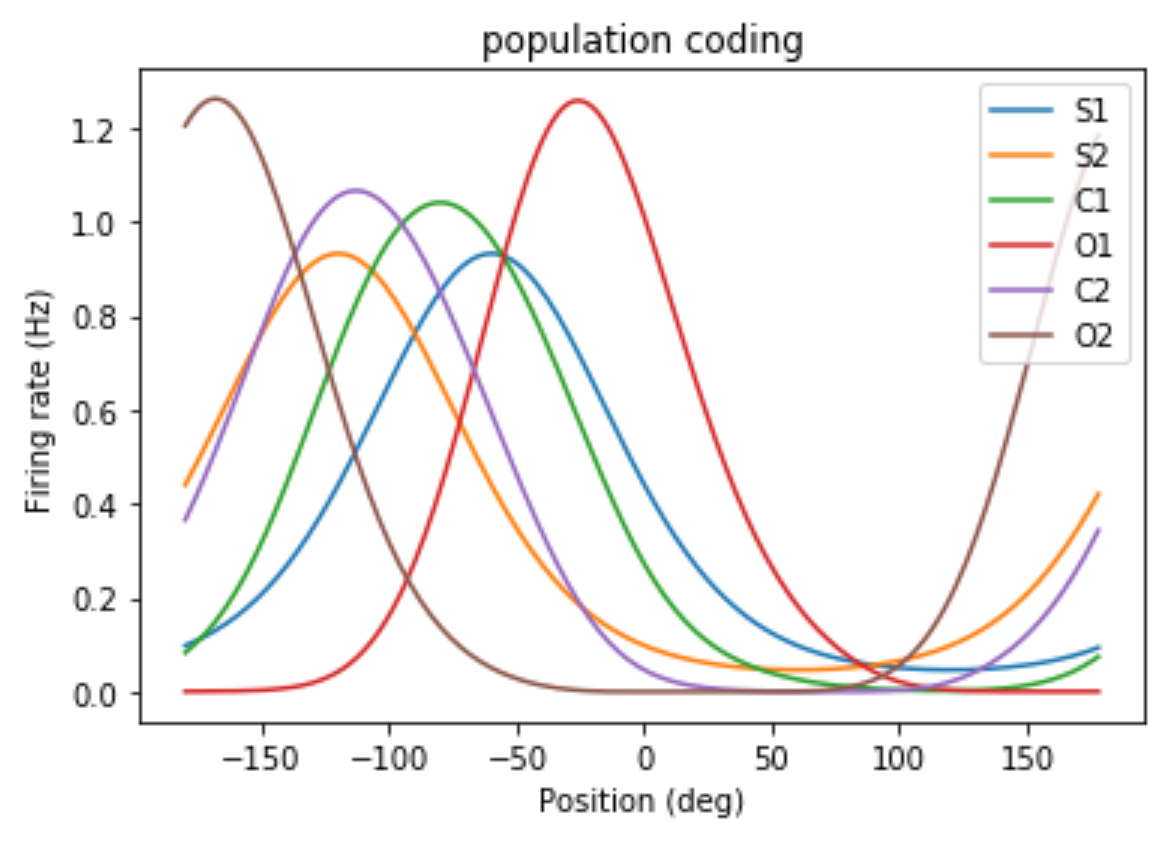 population coding
Firing rate (Hz)
1.2
1.0
0.8
0.6
0.4
0.2
0.0
S1
S2
C1
O1
C2
O2
−150 −100 −50 0 50 100 150
Position (deg)